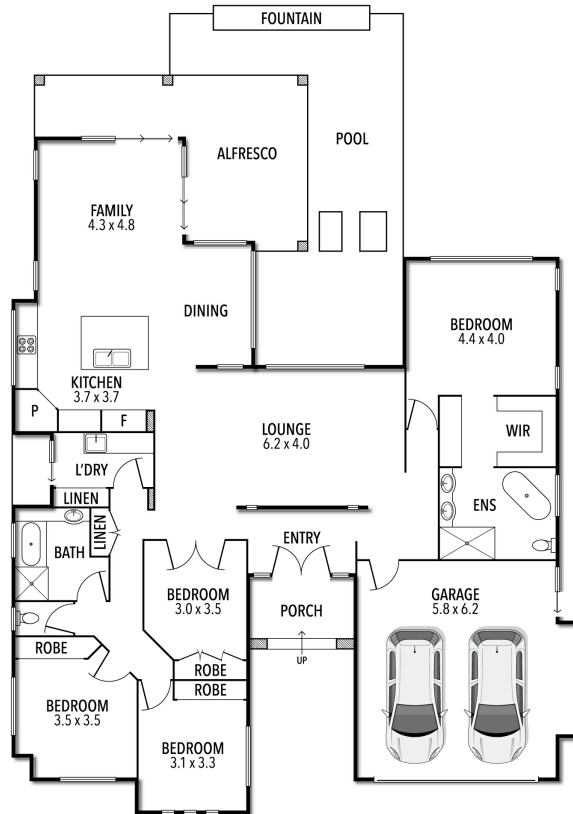 FOUNTAIN
POOL
ALFRESCO
FAMILY
4.3 x 4.8
DINING
BEDROOM
4.4 x 4.0
KITCHEN
3.7 x 3.7
P
F
LOUNGE
6.2 x 4.0
WIR
L'DRY
LINEN
LINEN
ENS
BATH
ENTRY
BEDROOM
3.0 x 3.5
GARAGE
5.8 x 6.2
PORCH
UP
ROBE
ROBE
ROBE
BEDROOM
3.5 x 3.5
BEDROOM
3.1 x 3.3